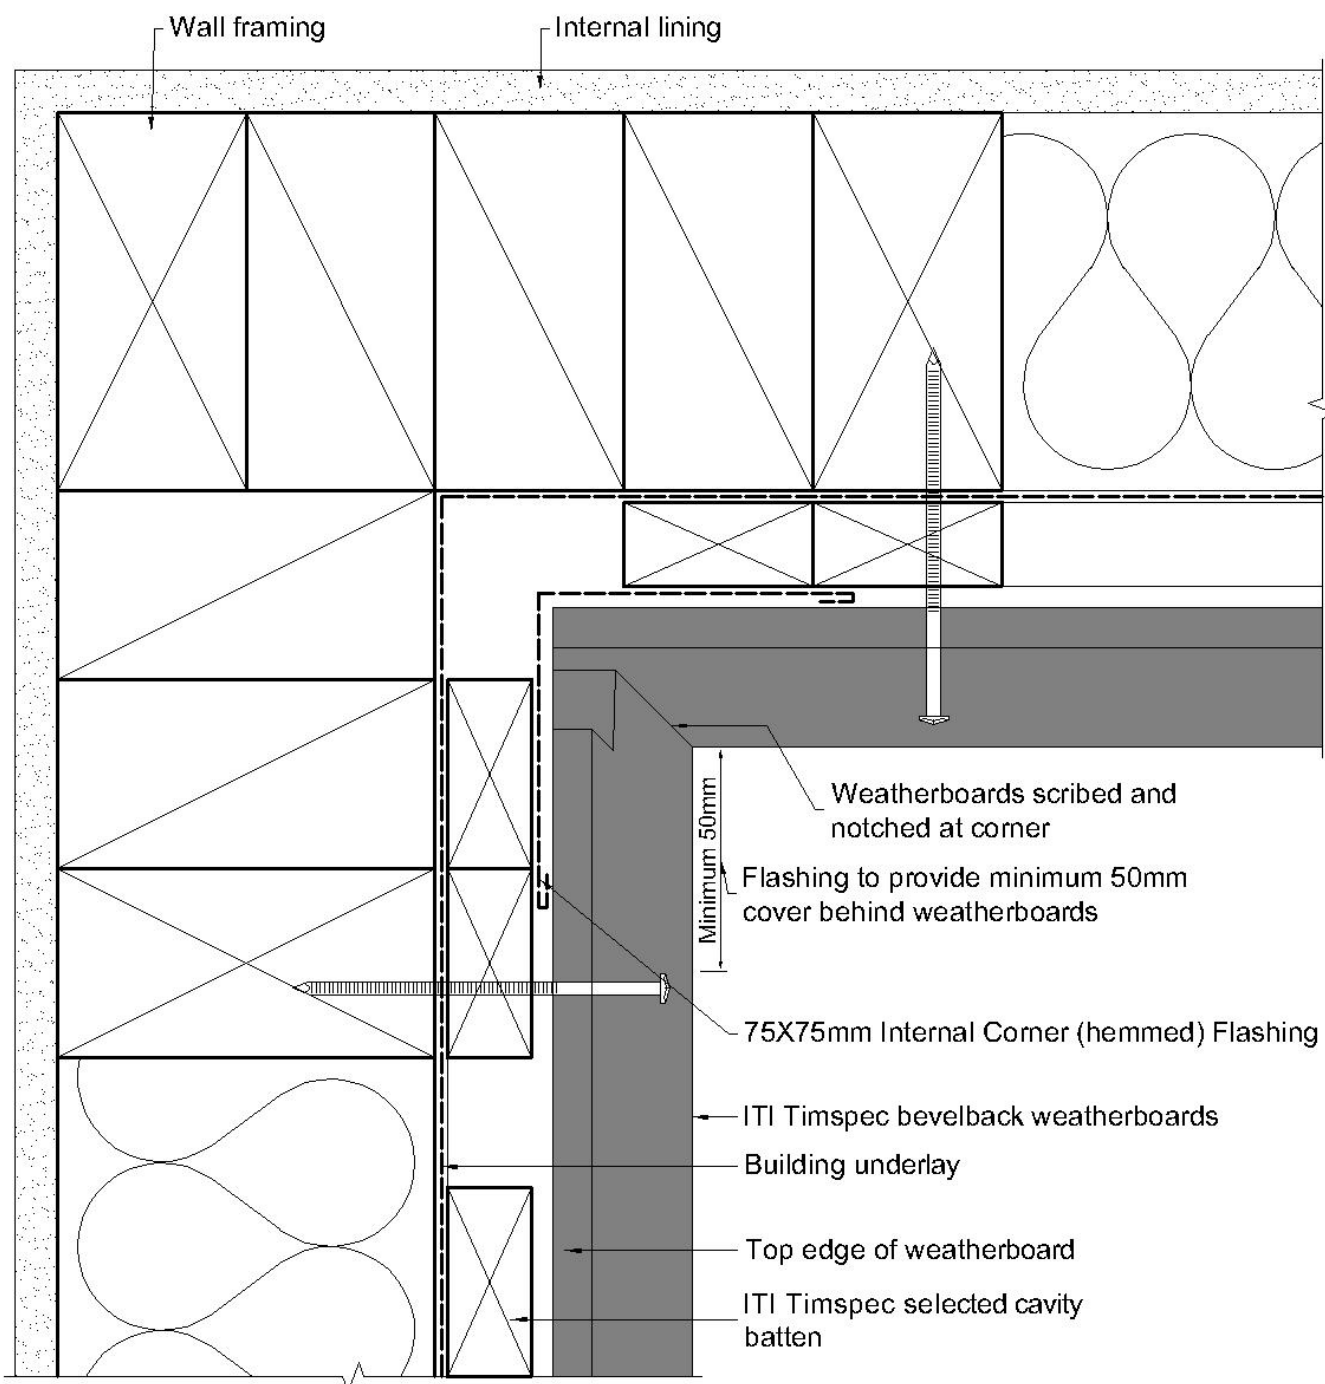 Wall framing
Internal lining
Weatherboards scribed and
notched at corner
Minimum 50mm
Flashing to provide minimum 50mm
cover behind weatherboards
75X75mm Internal Corner (hemmed) Flashing
ITI Timspec bevelback weatherboards
Building underlay
Top edge of weatherboard
ITI Timspec selected cavity
batten